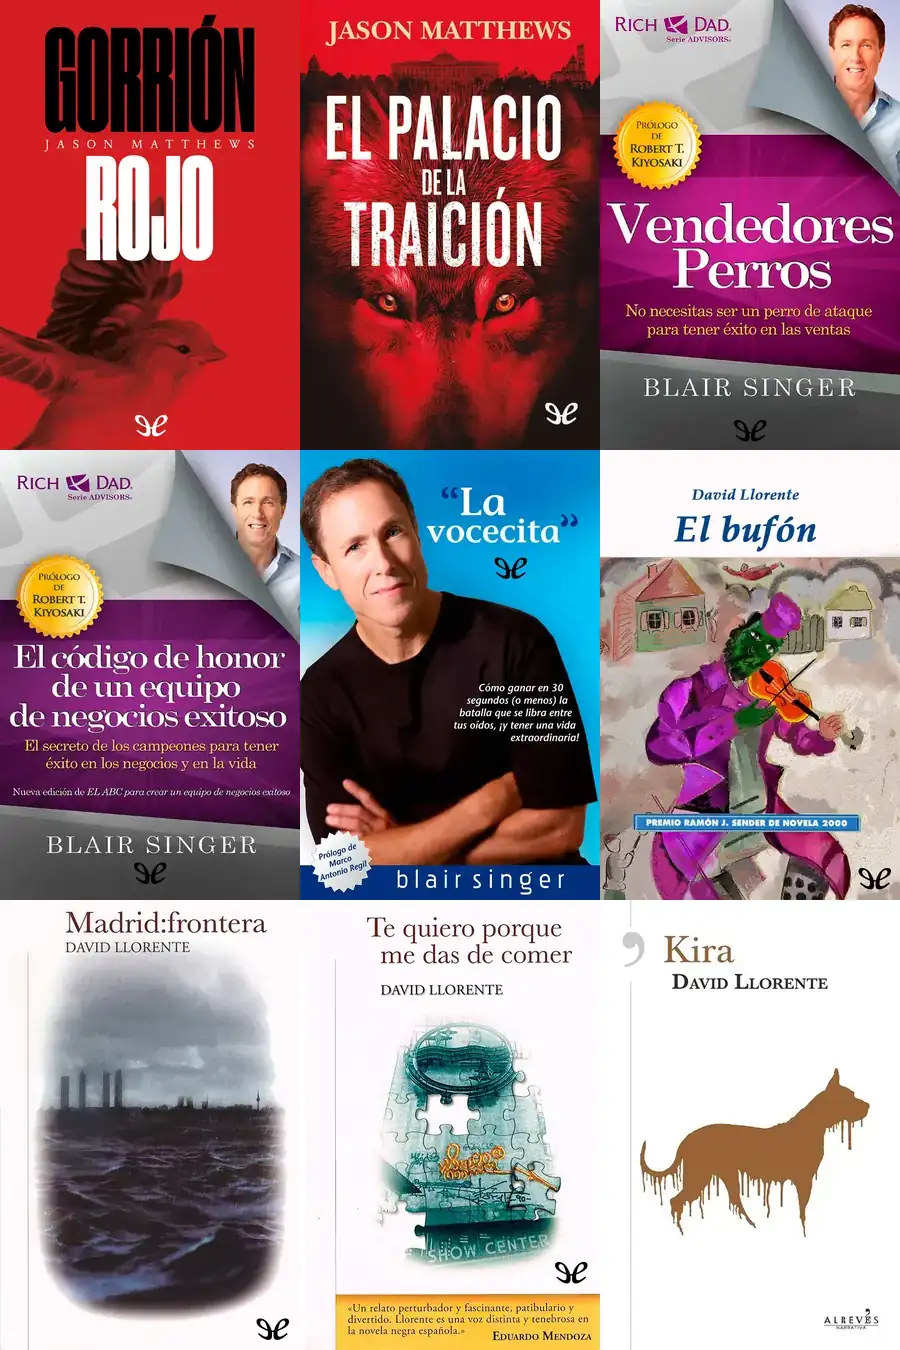 GORRIÓN
JASON MATTHEWS
ROJO
JASON MATTHEWS
EL PALACIO
DE LA
TRAICIÓN
RICH DAD
Serie ADVISORS
PRÓLOGO
DE
ROBERT T.
KIYOSAKI
Vendedores
Perros
No necesitas ser un perro de ataque
para tener éxito en las ventas
BLAIR SINGER
RICH DAD
Serie ADVISORS
PRÓLOGO
DE
ROBERT T.
KIYOSAKI
El código de honor
de un equipo
de negocios exitoso
El secreto de los campeones para tener
éxito en los negocios y en la vida
Nueva edición de EL ABC para crear un equipo de negocios exitoso
BLAIR SINGER
“La
vocecita”
Cómo ganar en 30
segundos (o menos) la
batalla que se libra entre
tus oídos, ¡y tener una vida
extraordinaria!
Prólogo de
Marco
Antonio Regil
blair singer
David Llorente
El bufón
PREMIO RAMÓN J. SENDER DE NOVELA 2000
Madrid:frontera
DAVID LLORENTE
Te quiero porque
me das de comer
DAVID LLORENTE
SHOW CENTER
«Un relato perturbador y fascinante, patibulario y
divertido. Llorente es una voz distinta y tenebrosa en
la novela negra española.»
EDUARDO MENDOZA
Kira
DAVID LLORENTE
ALREVÉS
NARRATIVA